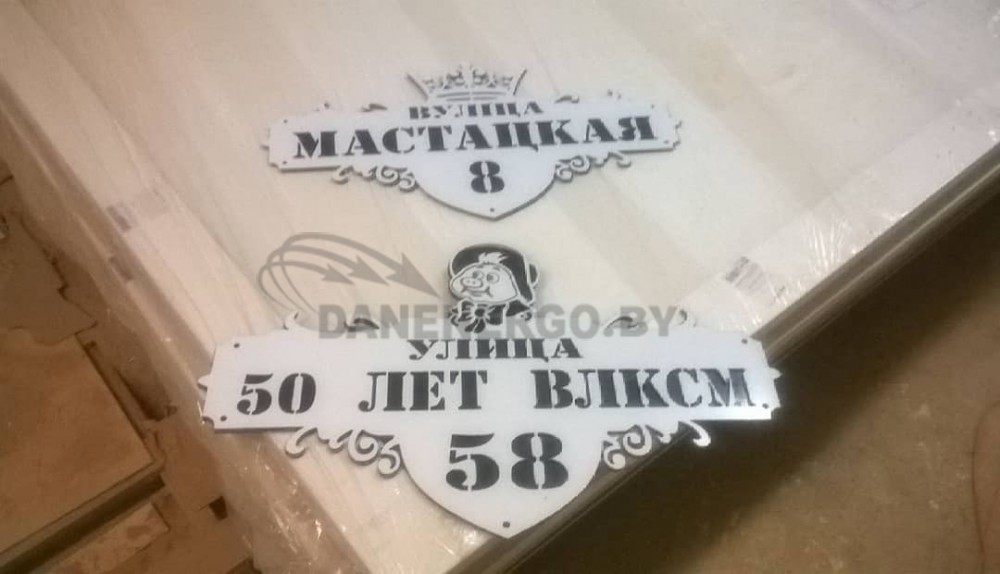 ВУЛІЦА
МАСТАЦКАЯ
8
DANENERGO.BY
УЛИЦА
50 ЛЕТ ВЛКСМ
58